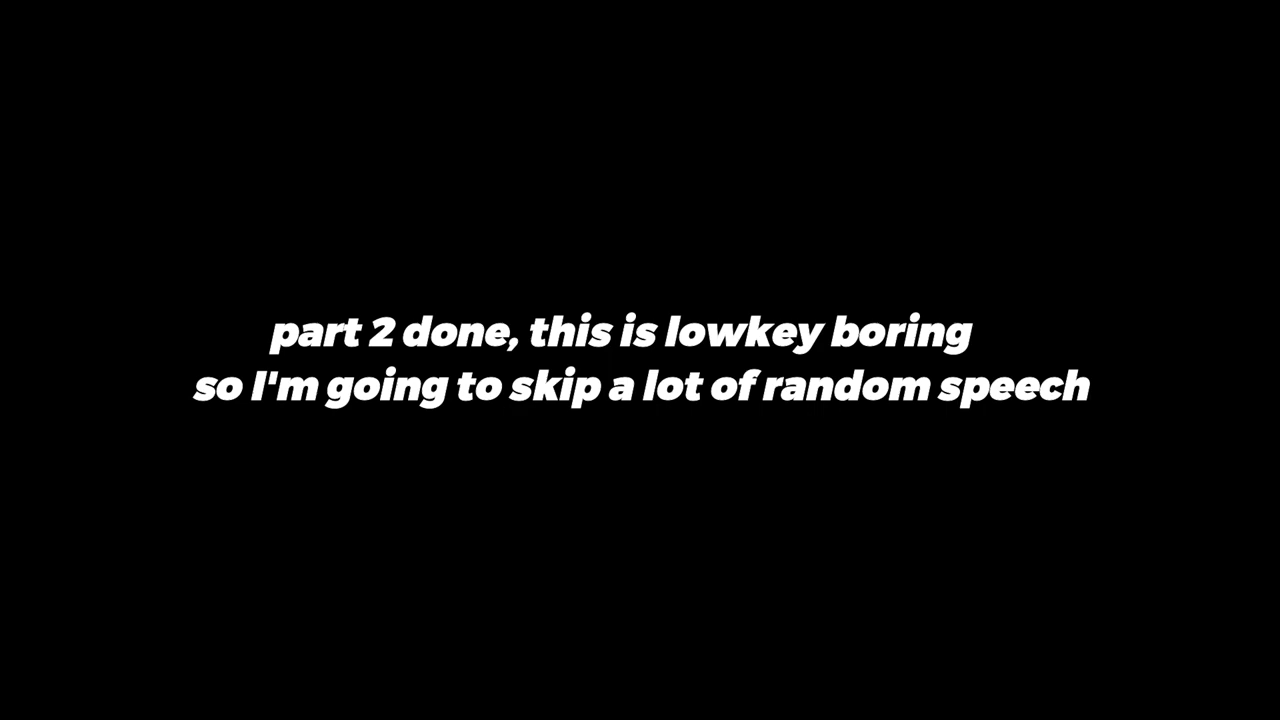 part 2 done, this is lowkey boring
so I'm going to skip a lot of random speech